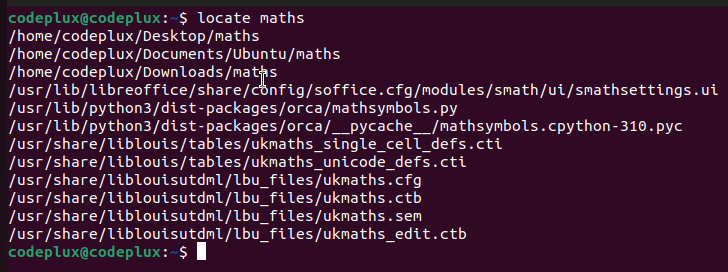 codeplux@codeplux:~$ locate maths
/home/codeplux/Desktop/maths
/home/codeplux/Documents/Ubuntu/maths
/home/codeplux/Downloads/maths
/usr/lib/libreoffice/share/config/soffice.cfg/modules/smath/ui/smathsettings.ui
/usr/lib/python3/dist-packages/orca/mathsymbols.py
/usr/lib/python3/dist-packages/orca/__pycache__/mathsymbols.cpython-310.pyc
/usr/share/liblouis/tables/ukmaths_single_cell_defs.cti
/usr/share/liblouis/tables/ukmaths_unicode_defs.cti
/usr/share/liblouisutdml/lbu_files/ukmaths.cfg
/usr/share/liblouisutdml/lbu_files/ukmaths.ctb
/usr/share/liblouisutdml/lbu_files/ukmaths.sem
/usr/share/liblouisutdml/lbu_files/ukmaths_edit.ctb
codeplux@codeplux:~$